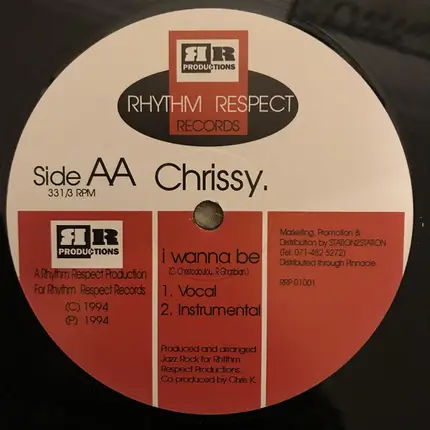 RR
PRODUCTIONS
RHYTHM RESPECT
RECORDS
Side AA
33 1/3 RPM
Chrissy.
RR
PRODUCTIONS
A Rhythm Respect Production
For Rhythm Respect Records
(C) 1994
(P) 1994
i wanna be
1. Vocal
2. Instrumental
Produced and arranged
Jazz Rock for Rhythm
Respect Productions.
Co-produced by Chris K.
Marketing, Promotion &
Distribution by STATION2STATION
(Tel: 071-482 5272)
Distributed through Pinnacle
RRP 01001